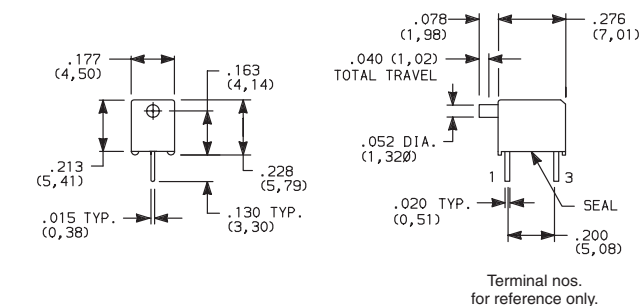 .177
(4,50)
.163
(4,14)
.213
(5,41)
.228
(5,79)
.015 TYP.
(0,38)
.130 TYP.
(3,30)
.078
(1,98)
.276
(7,01)
.040 (1,02)
TOTAL TRAVEL
.052 DIA.
(1,32Ø)
1
3
.020 TYP.
(0,51)
SEAL
.200
(5,08)
Terminal nos.
for reference only.